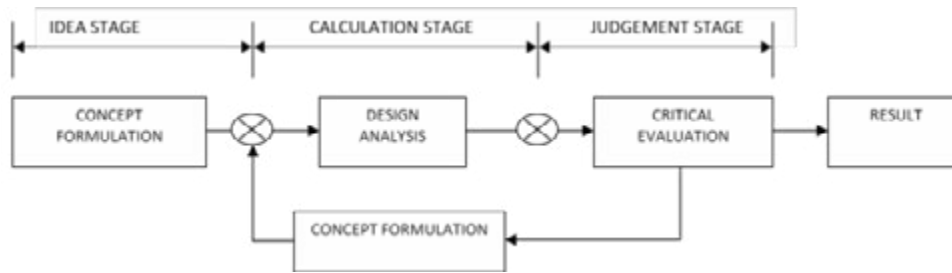 IDEA STAGE
CALCULATION STAGE
JUDGEMENT STAGE
CONCEPT
FORMULATION
DESIGN
ANALYSIS
CRITICAL
EVALUATION
RESULT
CONCEPT FORMULATION